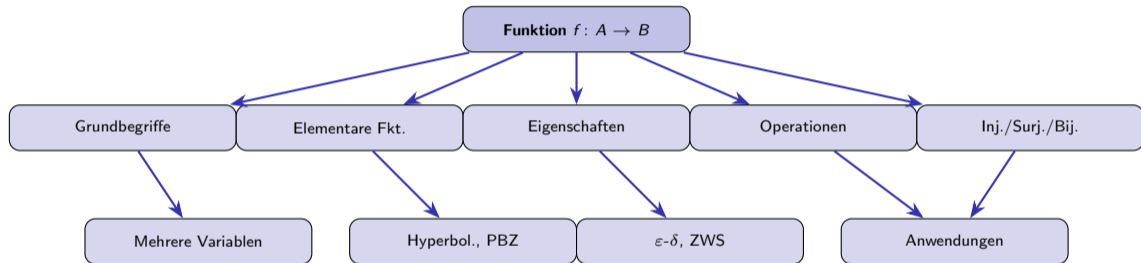 Funktion f: A → B
Grundbegriffe
Elementare Fkt.
Eigenschaften
Operationen
Inj./Surj./Bij.
Mehrere Variablen
Hyperbol., PBZ
ε-δ, ZWS
Anwendungen